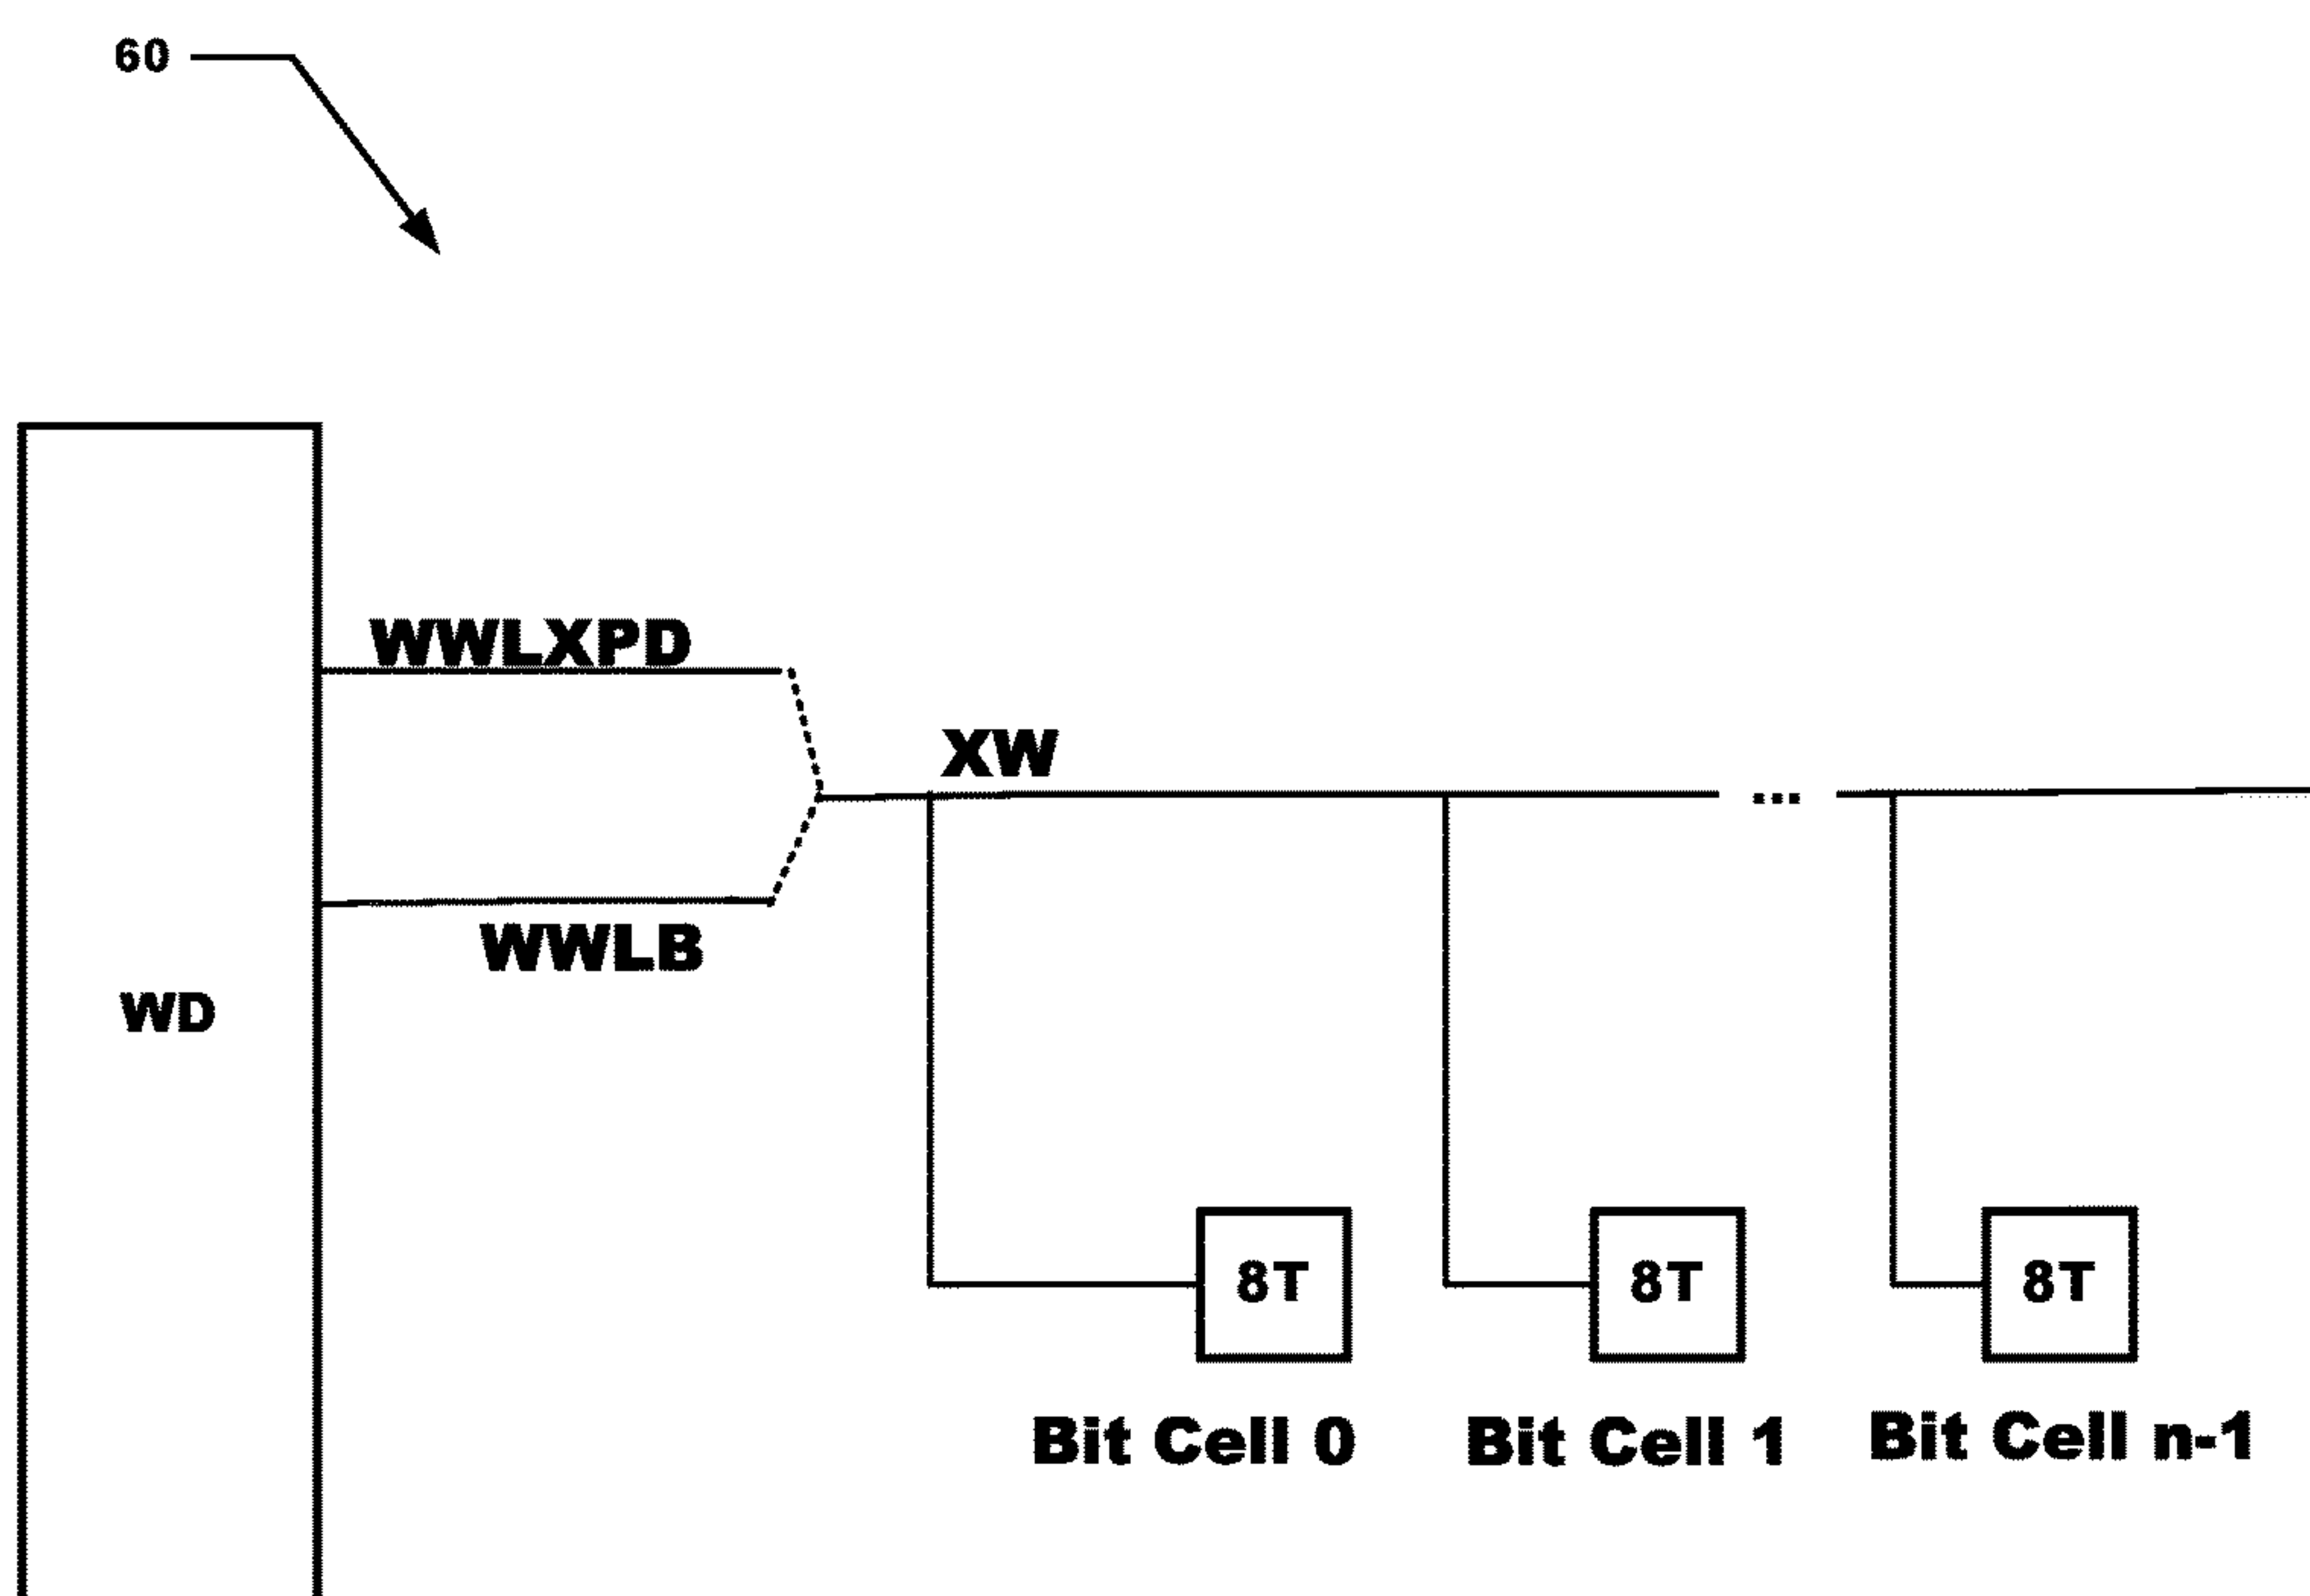 60
WWLXPD
XW
...
WWLB
WD
8T 8T 8T
Bit Cell 0 Bit Cell 1 Bit Cell n-1